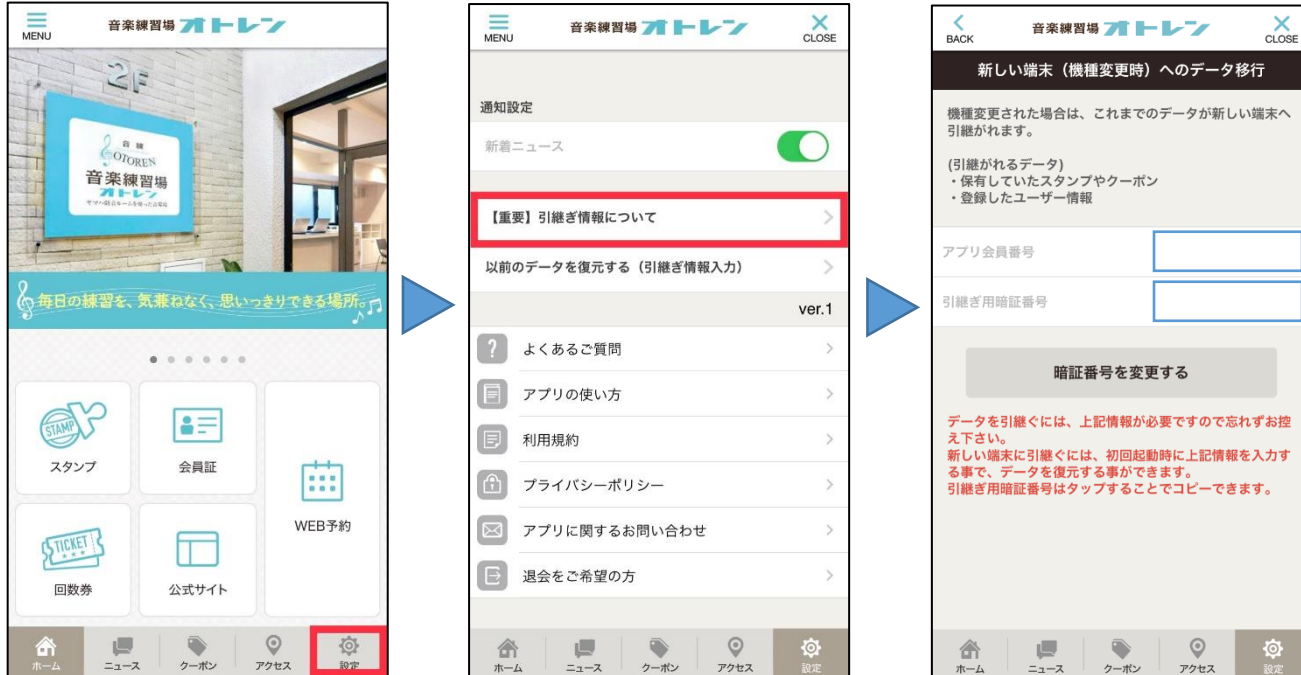 MENU
音楽練習場 オトレン
2F
音練
OTOREN
音楽練習場
オトレン
毎日の練習を、気兼ねなく、思いっきりできる場所。
STAMP
スタンプ
会員証
WEB予約
TICKET
回数券
公式サイト
ホーム
ニュース
クーポン
アクセス
設定
MENU
音楽練習場 オトレン
CLOSE
通知設定
新着ニュース
【重要】引継ぎ情報について
以前のデータを復元する(引継ぎ情報入力)
ver.1
よくあるご質問
アプリの使い方
利用規約
プライバシーポリシー
アプリに関するお問い合わせ
退会をご希望の方
ホーム
ニュース
クーポン
アクセス
設定
BACK
音楽練習場 オトレン
CLOSE
新しい端末(機種変更時)へのデータ移行
機種変更された場合は、これまでのデータが新しい端末へ
引継がれます。
(引継がれるデータ)
・保有していたスタンプやクーポン
・登録したユーザー情報
アプリ会員番号
引継ぎ用暗証番号
暗証番号を変更する
データを引継ぐには、上記情報が必要ですので忘れずお控
え下さい。
新しい端末に引継ぐには、初回起動時に上記情報を入力す
る事で、データを復元する事ができます。
引継ぎ用暗証番号はタップすることでコピーできます。
ホーム
ニュース
クーポン
アクセス
設定